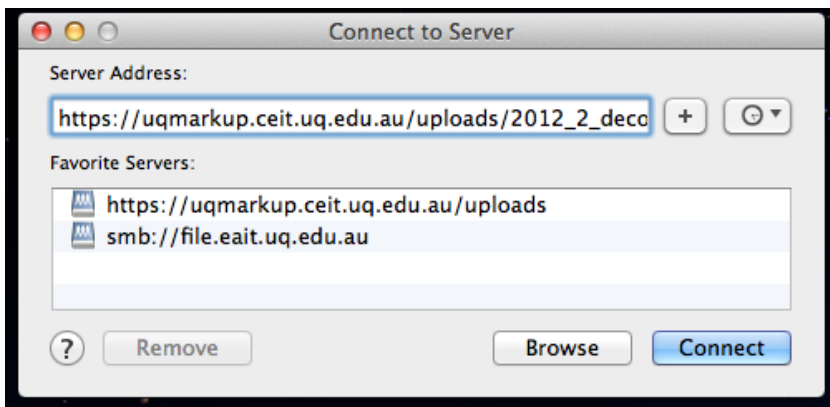 Connect to Server
Server Address:
https://uqmarkup.ceit.uq.edu.au/uploads/2012_2_deco
+
Favorite Servers:
https://uqmarkup.ceit.uq.edu.au/uploads
smb://file.eait.uq.edu.au
? Remove Browse Connect